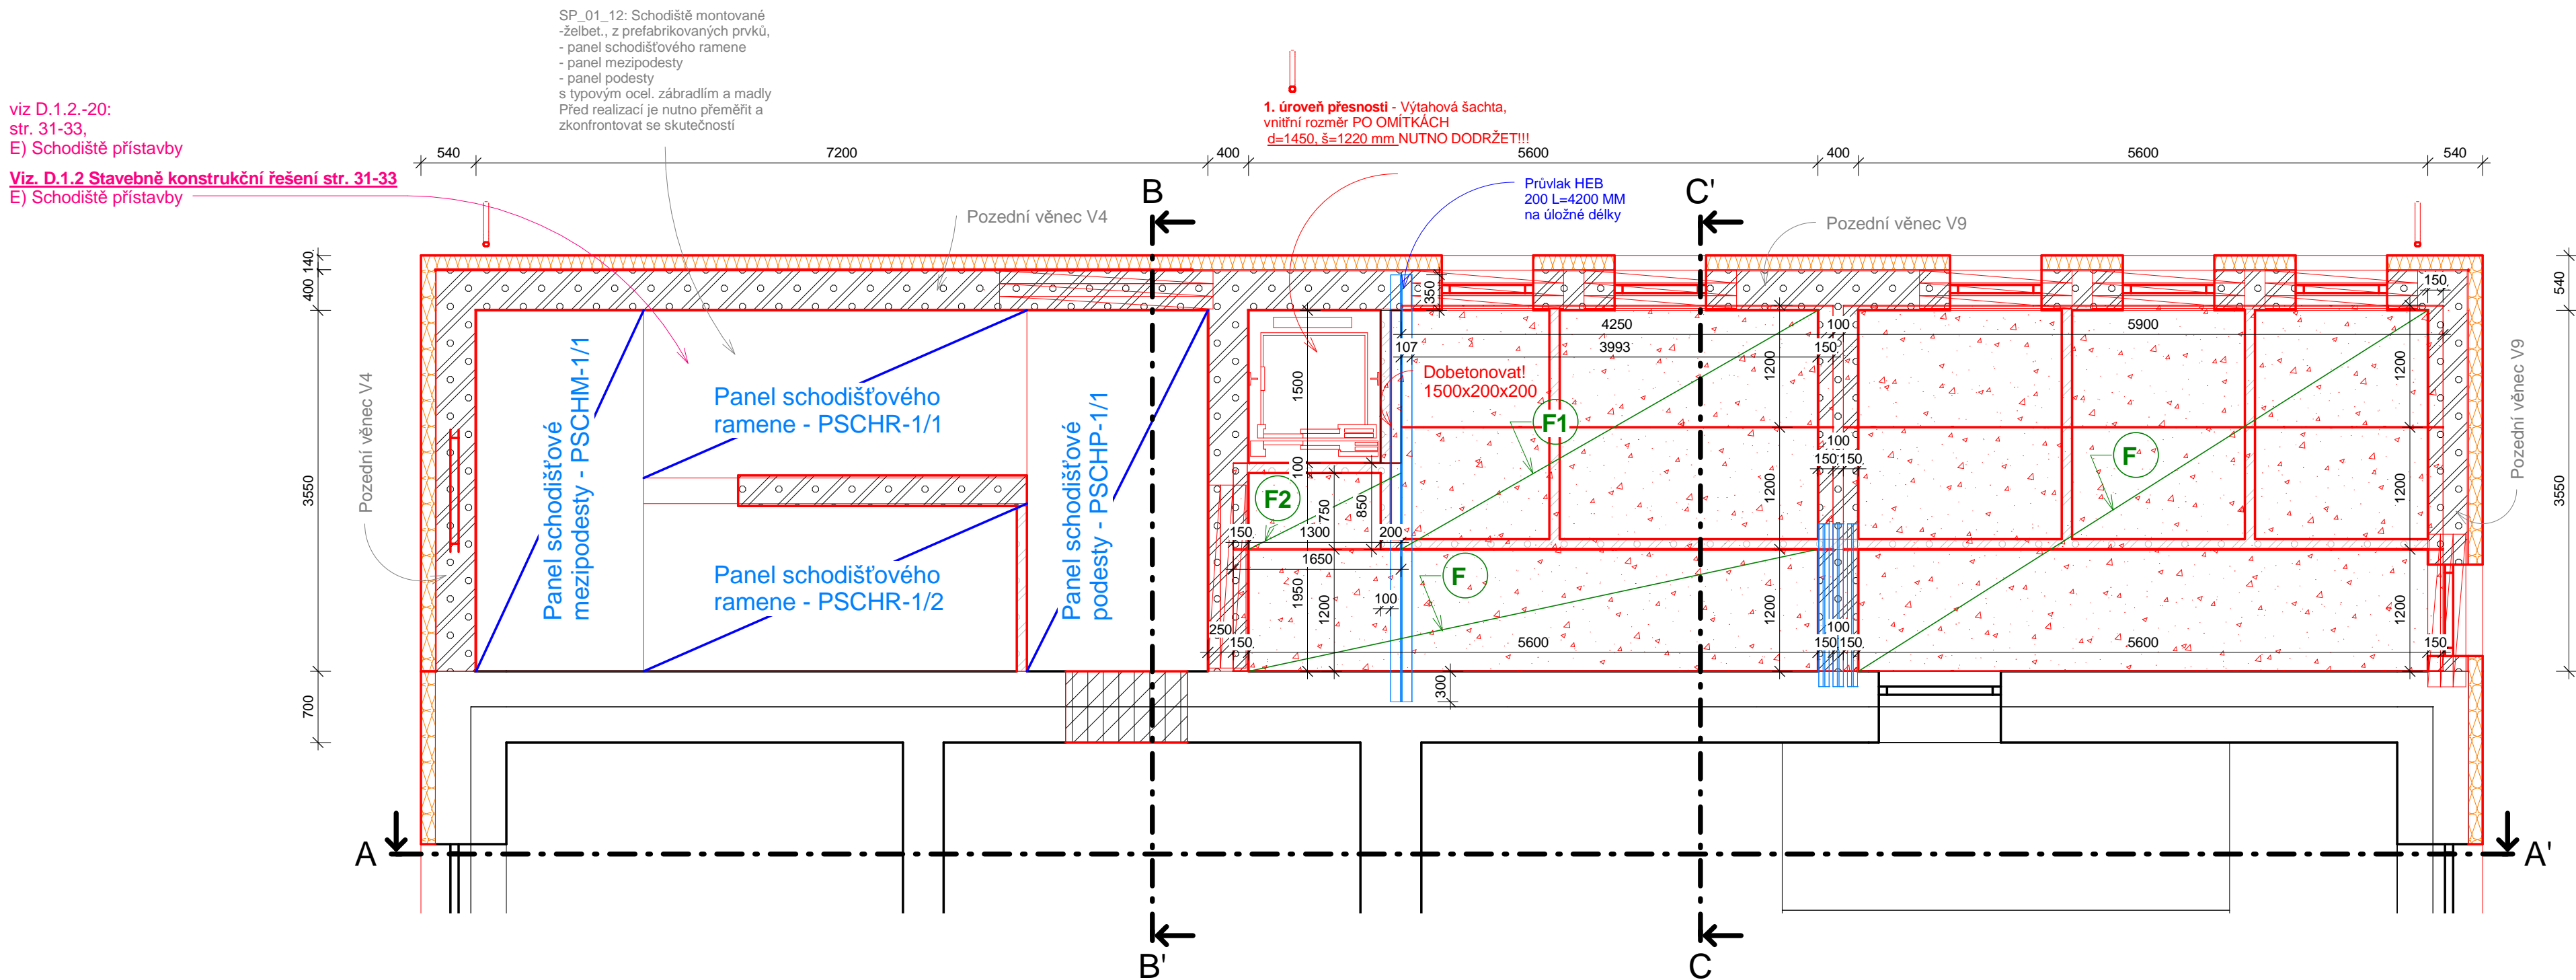 SP_01_12: Schodiště montované
-želbet., z prefabrikovaných prvků,
- panel schodišťového ramene
- panel mezipodesty
- panel podesty
s typovým ocel. zábradlím a madly
Před realizací je nutno přeměřit a
zkonfrontovat se skutečností
viz D.1.2.-20:
str. 31-33,
E) Schodiště přístavby
Viz. D.1.2 Stavebně konstrukční řešení str. 31-33
E) Schodiště přístavby
1. úroveň přesnosti - Výtahová šachta,
vnitřní rozměr PO OMÍTKÁCH
d=1450, š=1220 mm NUTNO DODRŽET!!!
540
7200
400
5600
400
5600
540
B
C'
Průvlak HEB
200 L=4200 MM
na úložné délky
Pozední věnec V4
Pozední věnec V9
140
400
3550
700
540
3550
350
150
4250
100
5900
107
3993
150
1200
1200
Pozední věnec V4
Pozední věnec V9
Panel schodišťové
mezipodesty - PSCHM-1/1
Panel schodišťového
ramene - PSCHR-1/1
Panel schodišťového
ramene - PSCHR-1/2
Panel schodišťové
podesty - PSCHP-1/1
1500
Dobetonovat!
1500x200x200
F1
F
100
150
150
100
F2
750
850
1200
1200
150
1300
200
1650
F
1950
1200
100
1200
1200
250
150
5600
100
150
150
5600
150
300
A
A'
B'
C